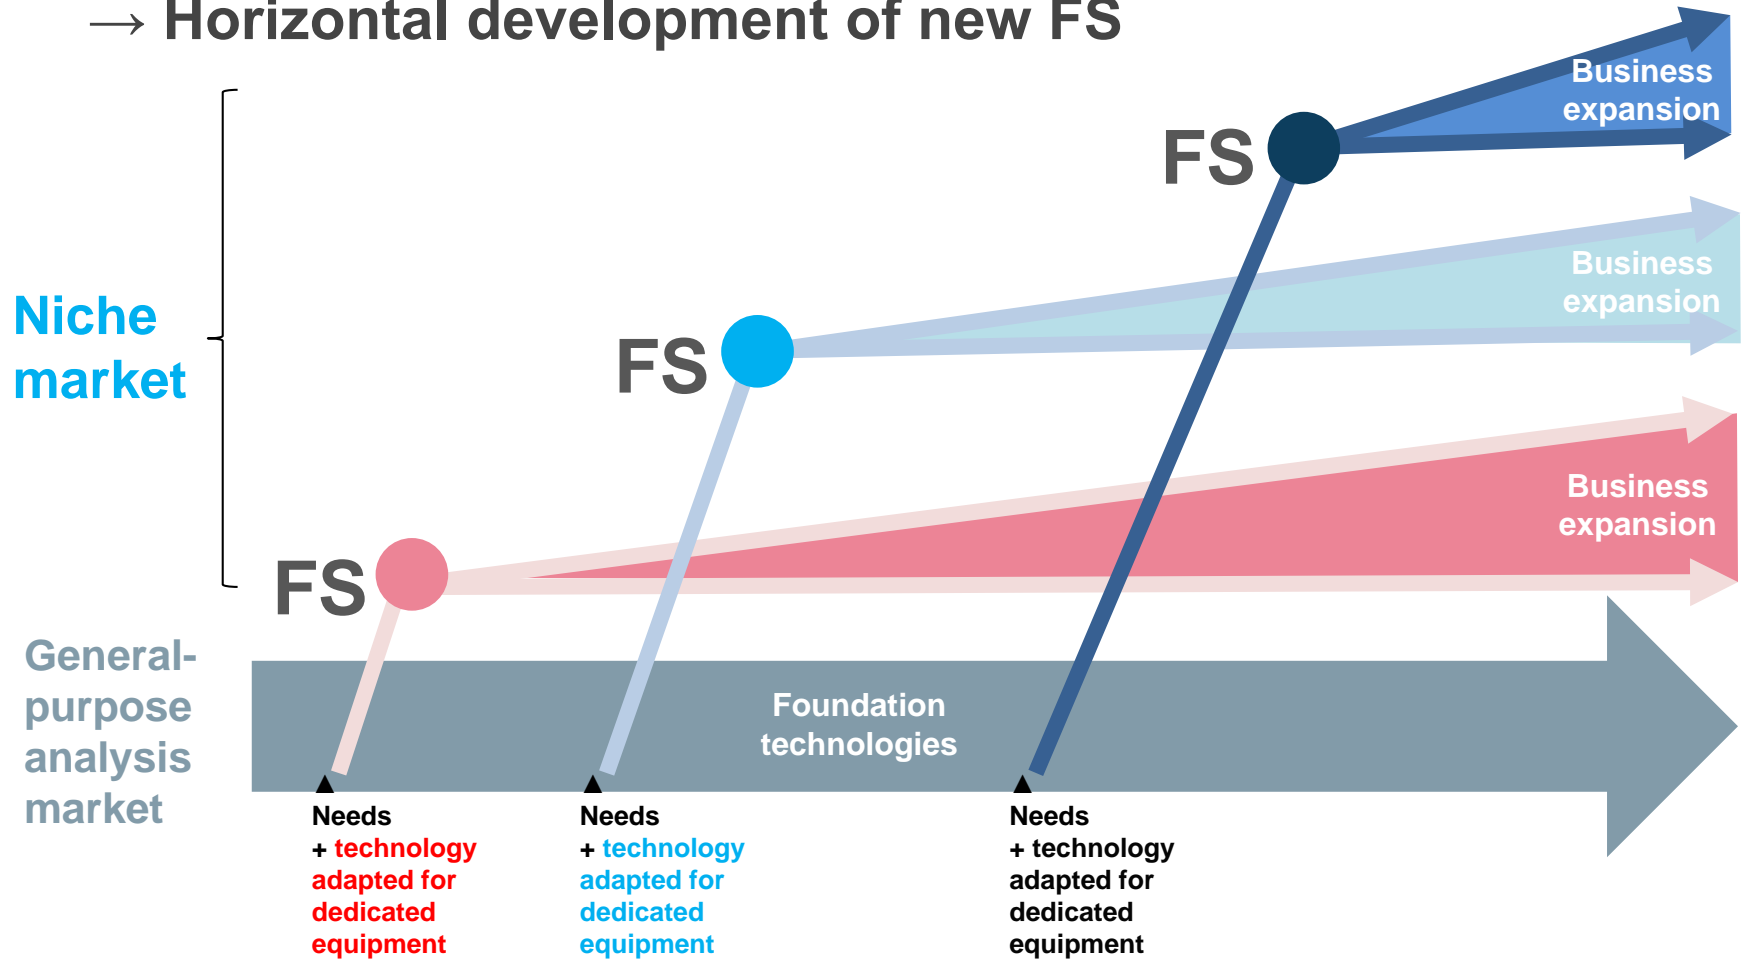 → Horizontal development of new FS
Business
expansion
FS
Business
expansion
Niche
market
FS
Business
expansion
FS
General-
purpose
analysis
market
Foundation
technologies
Needs
+ technology
adapted for
dedicated
equipment
Needs
+ technology
adapted for
dedicated
equipment
Needs
+ technology
adapted for
dedicated
equipment